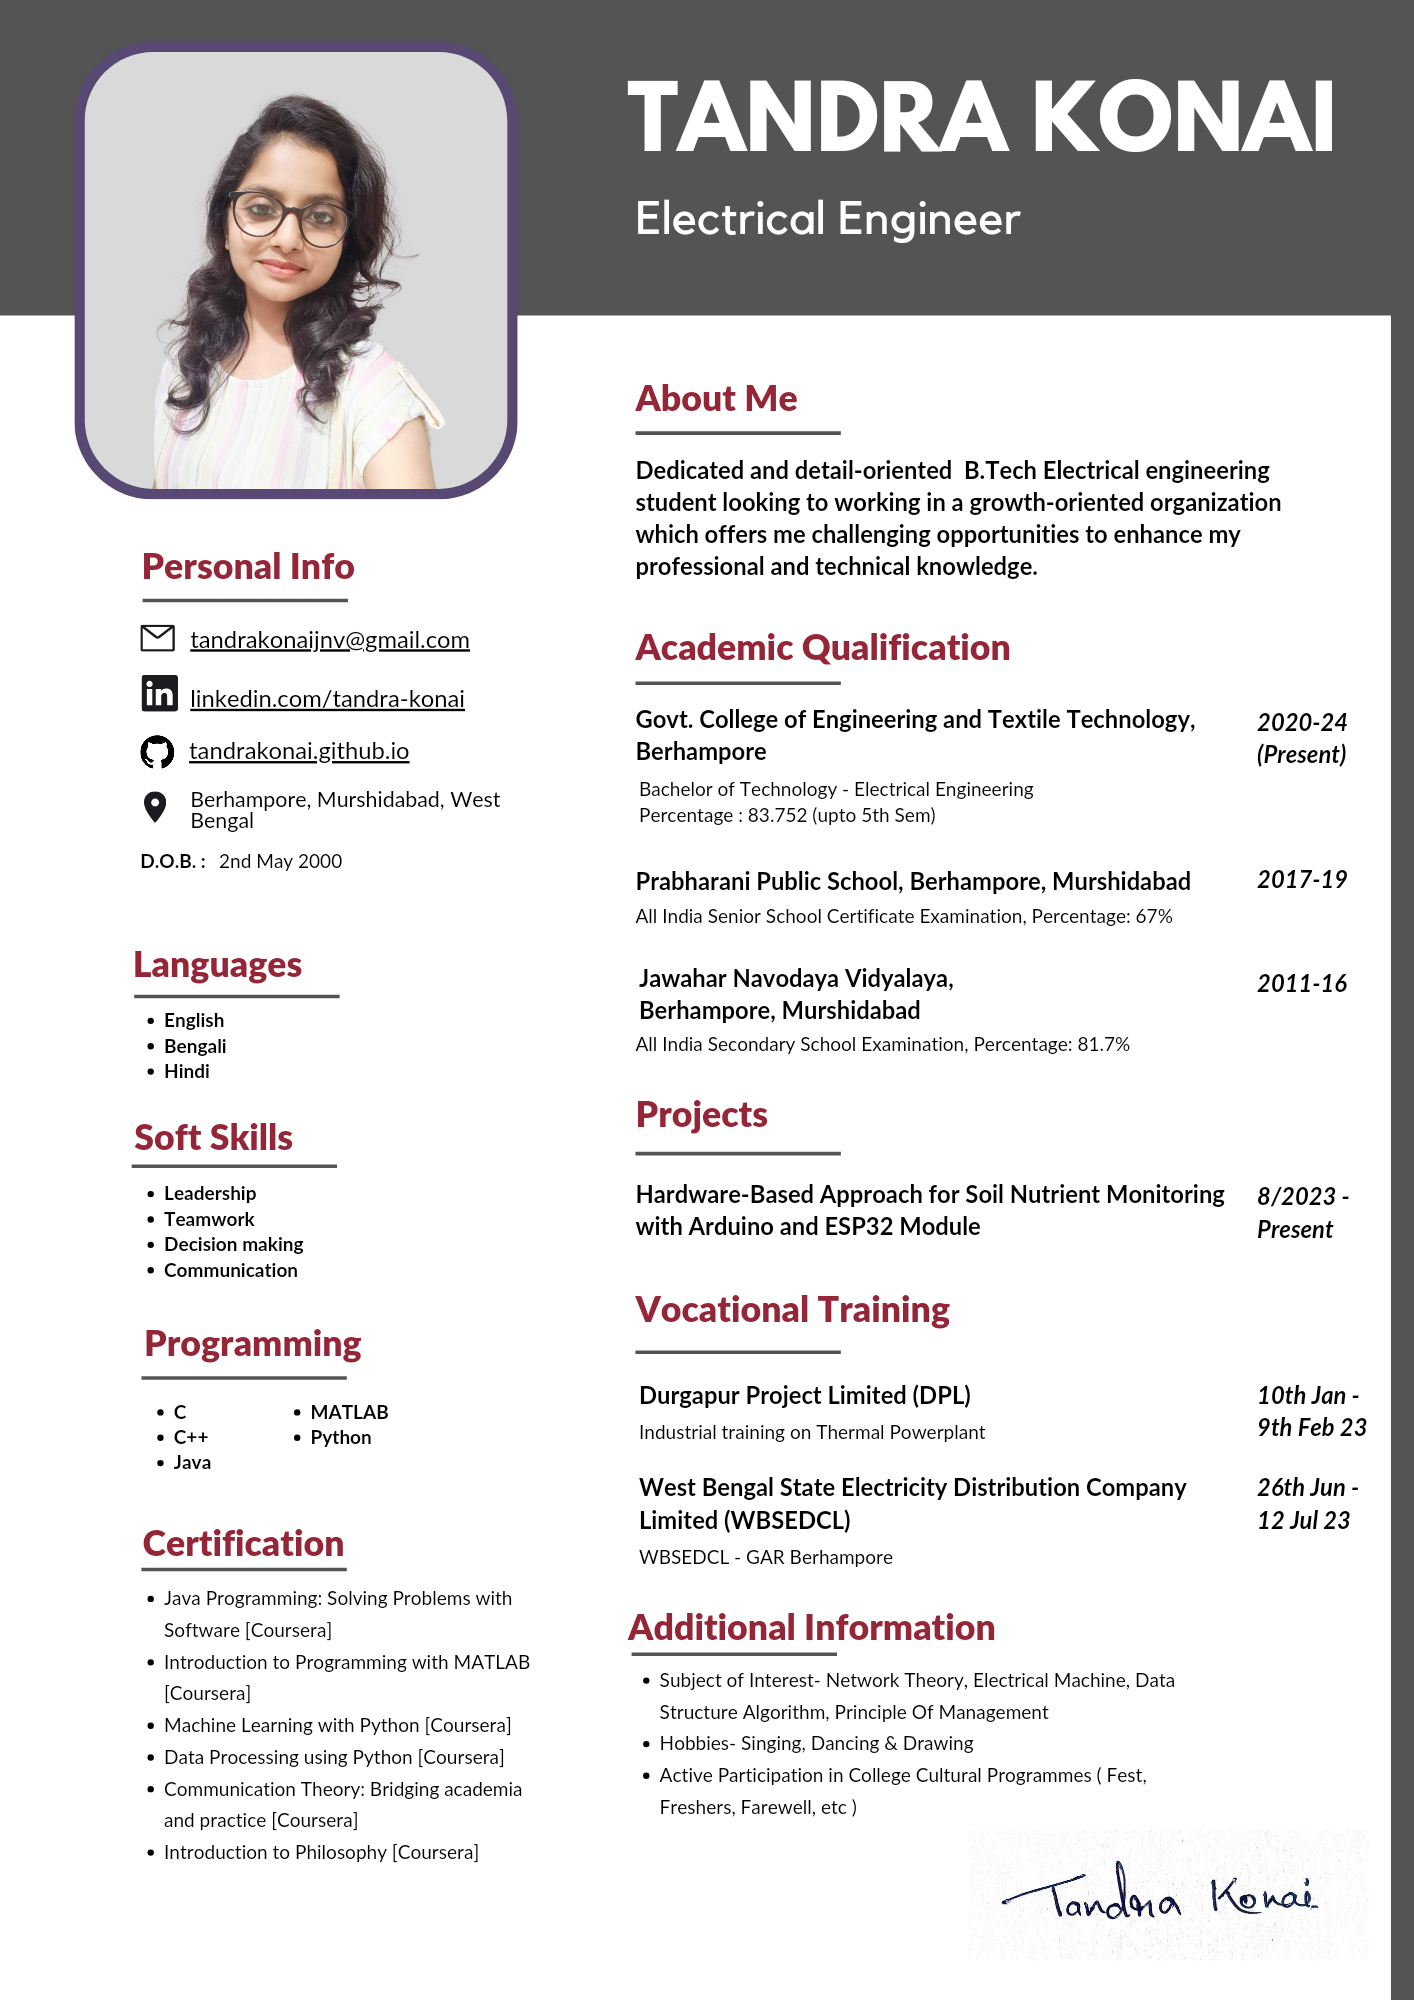 TANDRA KONAI
Electrical Engineer
Personal Info
tandrakonaijnv@gmail.com
linkedin.com/tandra-konai
tandrakonai.github.io
Berhampore, Murshidabad, West
Bengal
D.O.B. : 2nd May 2000
Languages
English
Bengali
Hindi
Soft Skills
Leadership
Teamwork
Decision making
Communication
Programming
C
C++
Java
MATLAB
Python
Certification
Java Programming: Solving Problems with
Software [Coursera]
Introduction to Programming with MATLAB
[Coursera]
Machine Learning with Python [Coursera]
Data Processing using Python [Coursera]
Communication Theory: Bridging academia
and practice [Coursera]
Introduction to Philosophy [Coursera]
About Me
Dedicated and detail-oriented B.Tech Electrical engineering
student looking to working in a growth-oriented organization
which offers me challenging opportunities to enhance my
professional and technical knowledge.
Academic Qualification
Govt. College of Engineering and Textile Technology,
Berhampore
2020-24
(Present)
Bachelor of Technology - Electrical Engineering
Percentage : 83.752 (upto 5th Sem)
Prabharani Public School, Berhampore, Murshidabad
2017-19
All India Senior School Certificate Examination, Percentage: 67%
Jawahar Navodaya Vidyalaya,
Berhampore, Murshidabad
2011-16
All India Secondary School Examination, Percentage: 81.7%
Projects
Hardware-Based Approach for Soil Nutrient Monitoring
with Arduino and ESP32 Module
8/2023 -
Present
Vocational Training
Durgapur Project Limited (DPL)
10th Jan -
9th Feb 23
Industrial training on Thermal Powerplant
West Bengal State Electricity Distribution Company
Limited (WBSEDCL)
26th Jun -
12 Jul 23
WBSEDCL - GAR Berhampore
Additional Information
Subject of Interest- Network Theory, Electrical Machine, Data
Structure Algorithm, Principle Of Management
Hobbies- Singing, Dancing & Drawing
Active Participation in College Cultural Programmes ( Fest,
Freshers, Farewell, etc )
Tandra Konai